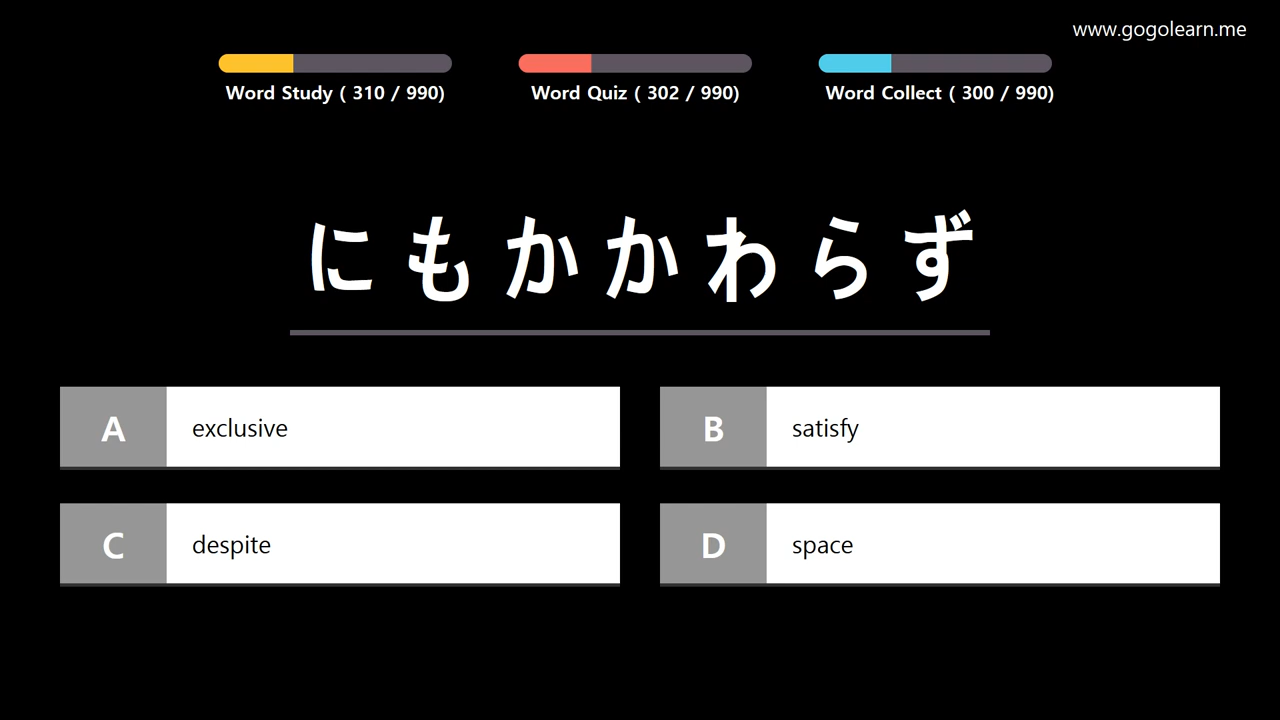 www.gogolearn.me
Word Study ( 310 / 990)
Word Quiz ( 302 / 990)
Word Collect ( 300 / 990)
にもかかわらず
A exclusive
B satisfy
C despite
D space